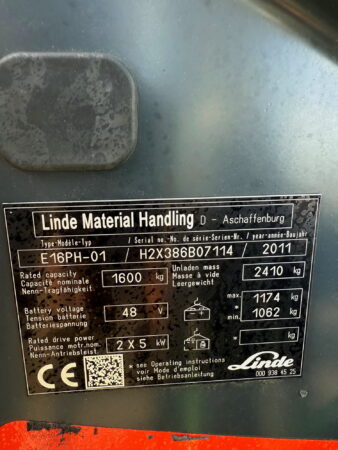 Linde Material Handling D - Aschaffenburg
Type-Modèle-Typ / Serial no.-No. de série-Serien-Nr. / year-année-Baujahr
E16PH-01 / H2X386B07114 / 2011
Rated capacity
Capacité nominale
Nenn-Tragfähigkeit
1600 kg
Unladen mass
Masse à vide
Leergewicht
2410 kg
Battery voltage
Tension batterie
Batteriespannung
48 V
max. 1174 kg
*
min. 1062 kg
Rated drive power
Puissance motr.nom.
Nenn-Antriebsleist.
2 X 5 kW
* kg
CE
* see Operating instructions
voir Mode d'emploi
siehe Betriebsanleitung
Linde
000 938 45 25